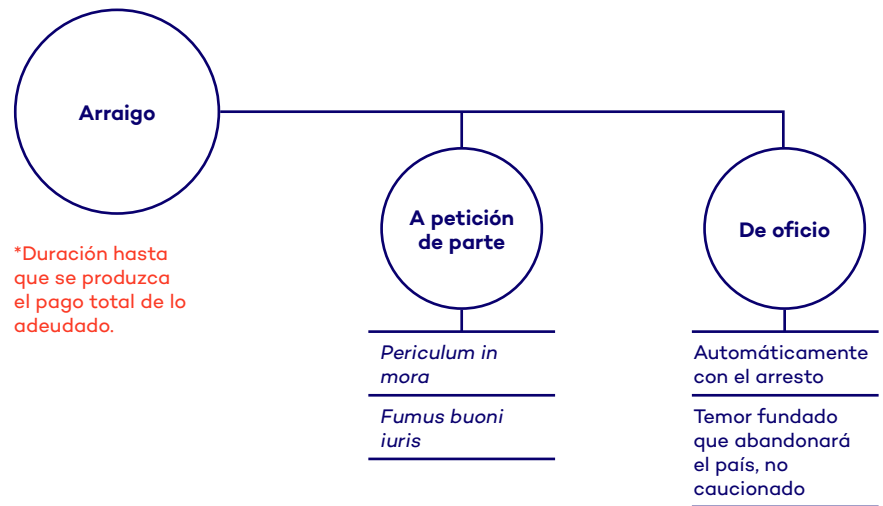 Arraigo
*Duración hasta
que se produzca
el pago total de lo
adeudado.
A petición
de parte
Periculum in
mora
Fumus buoni
iuris
De oficio
Automáticamente
con el arresto
Temor fundado
que abandonará
el país, no
caucionado